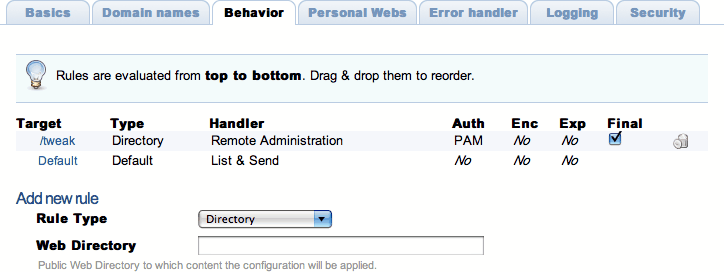 Basics Domain names Behavior Personal Webs Error handler Logging Security
Rules are evaluated from top to bottom. Drag & drop them to reorder.
Target Type Handler Auth Enc Exp Final
/tweak Directory Remote Administration PAM No No
Default Default List & Send No No No
Add new rule
Rule Type Directory
Web Directory
Public Web Directory to which content the configuration will be applied.